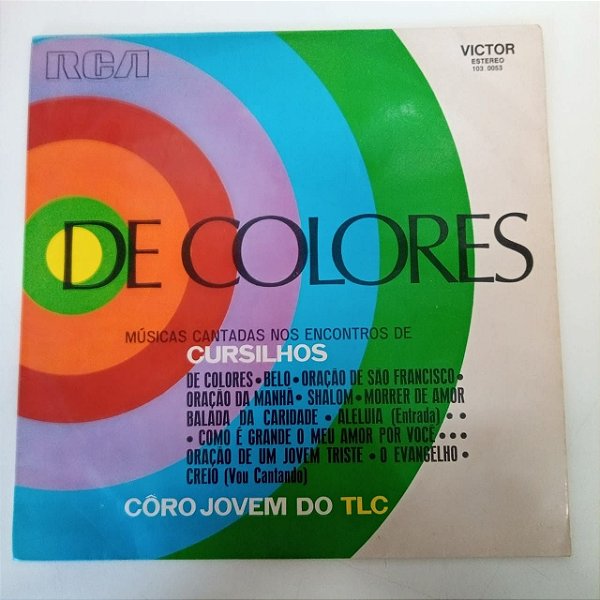 RCA
VICTOR
ESTEREO
103 0053
DE COLORES
MÚSICAS CANTADAS NOS ENCONTROS DE
CURSILHOS
DE COLORES • BELO • ORAÇÃO DE SÃO FRANCISCO •
ORAÇÃO DA MANHÃ • SHALOM • MORRER DE AMOR
BALADA DA CARIDADE • ALELUIA (Entrada) • •
• COMO É GRANDE O MEU AMOR POR VOCÊ • • •
ORAÇÃO DE UM JOVEM TRISTE • O EVANGELHO •
CREIO (Vou Cantando)
CÔRO JOVEM DO TLC